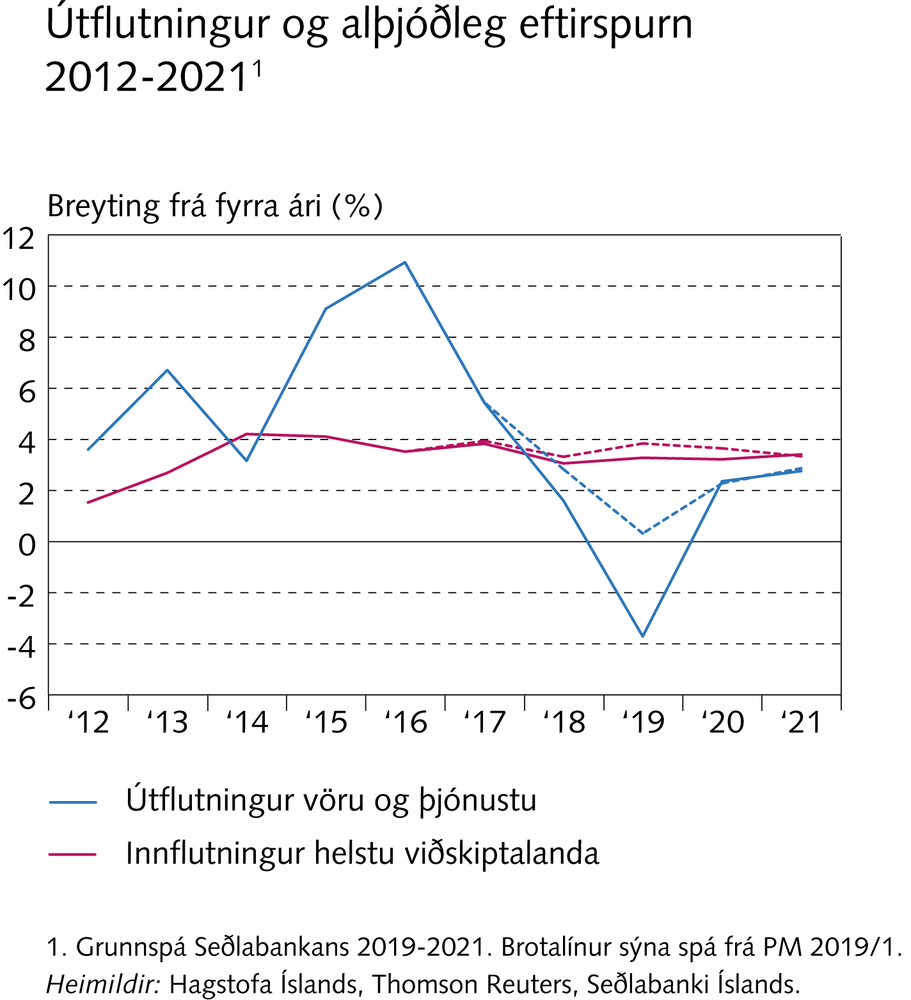 Útflutningur og alþjóðleg eftirspurn
2012-2021¹
Breyting frá fyrra ári (%)
12
10
8
6
4
2
0
-2
-4
-6
‘12 ‘13 ‘14 ‘15 ‘16 ‘17 ‘18 ‘19 ‘20 ‘21
Útflutningur vöru og þjónustu
Innflutningur helstu viðskiptalanda
1. Grunnspá Seðlabankans 2019-2021. Brotalínur sýna spá frá PM 2019/1.
Heimildir: Hagstofa Íslands, Thomson Reuters, Seðlabanki Íslands.